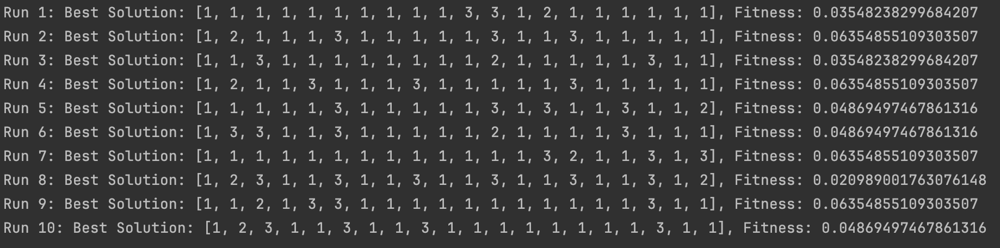 Run 1: Best Solution: [1, 1, 1, 1, 1, 1, 1, 1, 1, 1, 3, 3, 1, 2, 1, 1, 1, 1, 1, 1], Fitness: 0.03548238299684207
Run 2: Best Solution: [1, 2, 1, 1, 1, 3, 1, 1, 1, 1, 1, 3, 1, 1, 3, 1, 1, 1, 1, 1], Fitness: 0.06354855109303507
Run 3: Best Solution: [1, 1, 3, 1, 1, 1, 1, 1, 1, 1, 1, 2, 1, 1, 1, 1, 1, 3, 1, 1], Fitness: 0.03548238299684207
Run 4: Best Solution: [1, 2, 1, 1, 3, 1, 1, 1, 3, 1, 1, 1, 1, 1, 3, 1, 1, 1, 1, 1], Fitness: 0.06354855109303507
Run 5: Best Solution: [1, 1, 1, 1, 1, 3, 1, 1, 1, 1, 1, 3, 1, 3, 1, 1, 3, 1, 1, 2], Fitness: 0.04869497467861316
Run 6: Best Solution: [1, 3, 3, 1, 1, 3, 1, 1, 1, 1, 1, 2, 1, 1, 1, 1, 3, 1, 1, 1], Fitness: 0.04869497467861316
Run 7: Best Solution: [1, 1, 1, 1, 1, 1, 1, 1, 1, 1, 1, 1, 1, 3, 2, 1, 1, 3, 1, 3], Fitness: 0.06354855109303507
Run 8: Best Solution: [1, 2, 3, 1, 1, 3, 1, 1, 3, 1, 1, 3, 1, 1, 3, 1, 1, 3, 1, 2], Fitness: 0.020989001763076148
Run 9: Best Solution: [1, 1, 2, 1, 3, 3, 1, 1, 1, 1, 1, 1, 1, 1, 1, 1, 1, 3, 1, 1], Fitness: 0.06354855109303507
Run 10: Best Solution: [1, 2, 3, 1, 1, 3, 1, 1, 3, 1, 1, 1, 1, 1, 1, 1, 1, 3, 1, 1], Fitness: 0.04869497467861316